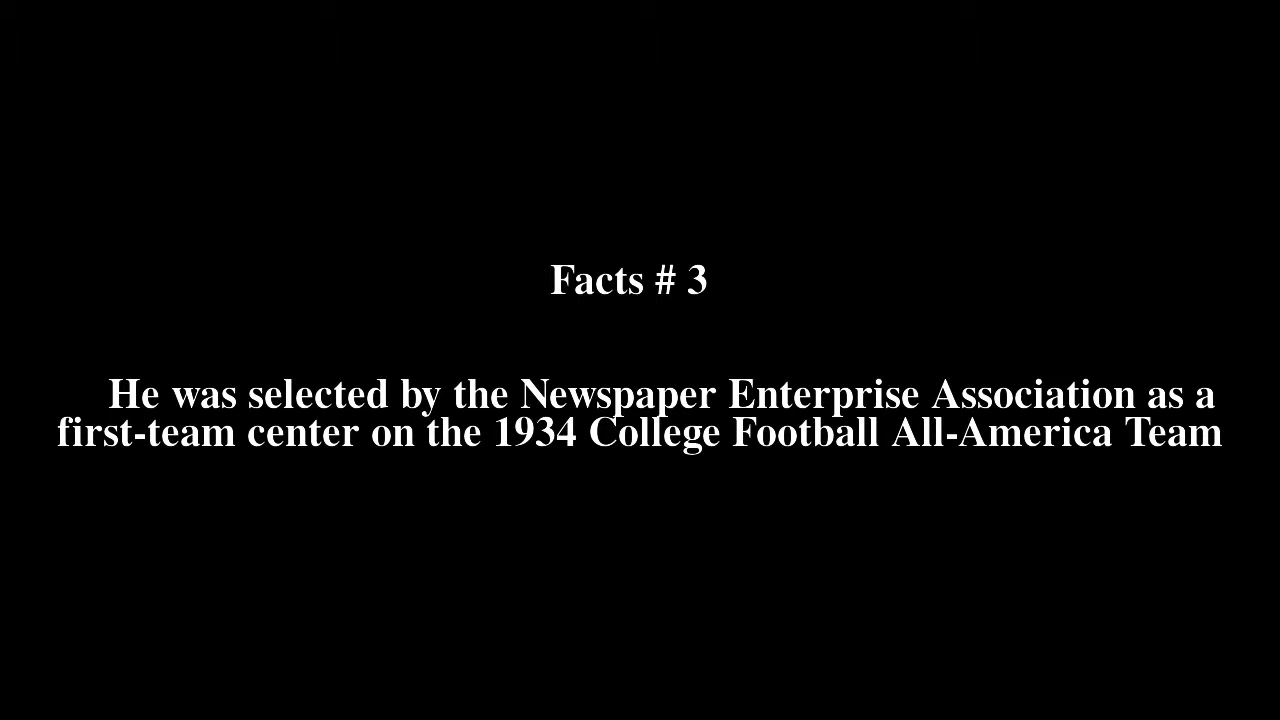 Facts # 3
He was selected by the Newspaper Enterprise Association as a
first-team center on the 1934 College Football All-America Team